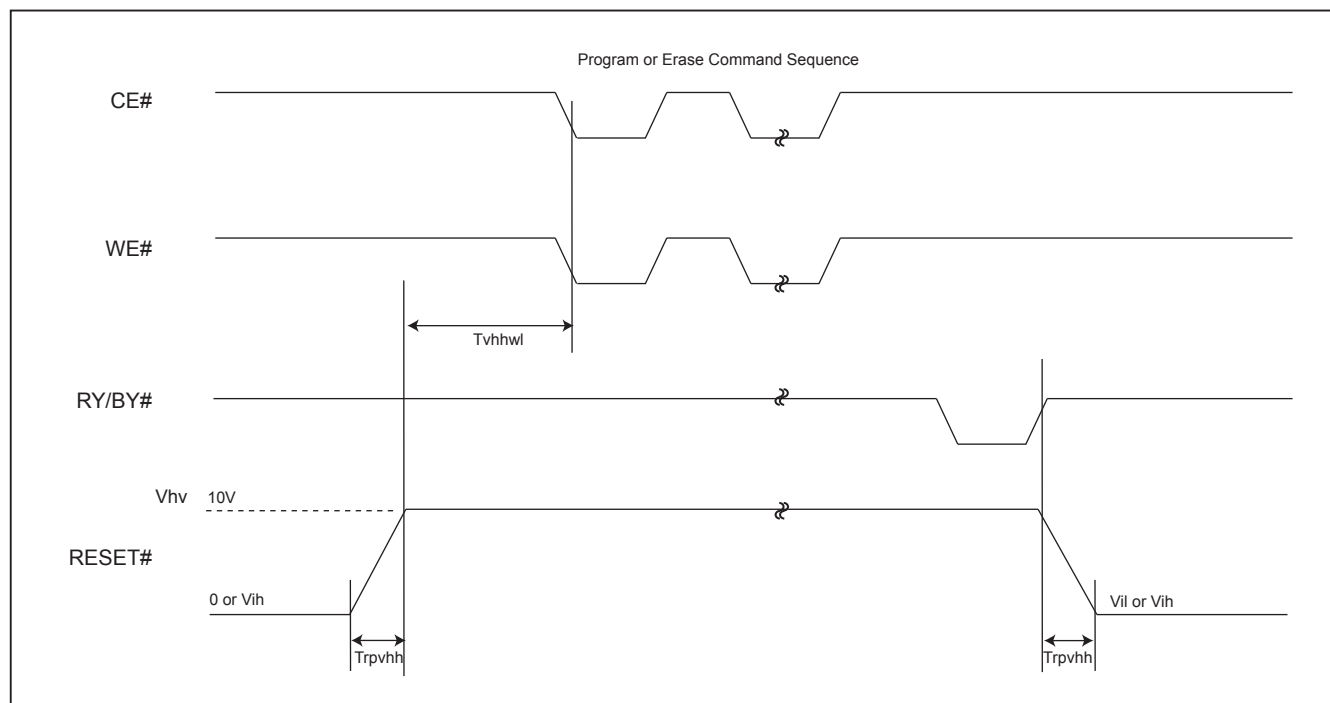 Program or Erase Command Sequence
CE#
WE#
Tvhhwl
RY/BY#
Vhv 10V
RESET#
0 or Vih
Vil or Vih
Trpvhh
Trpvhh